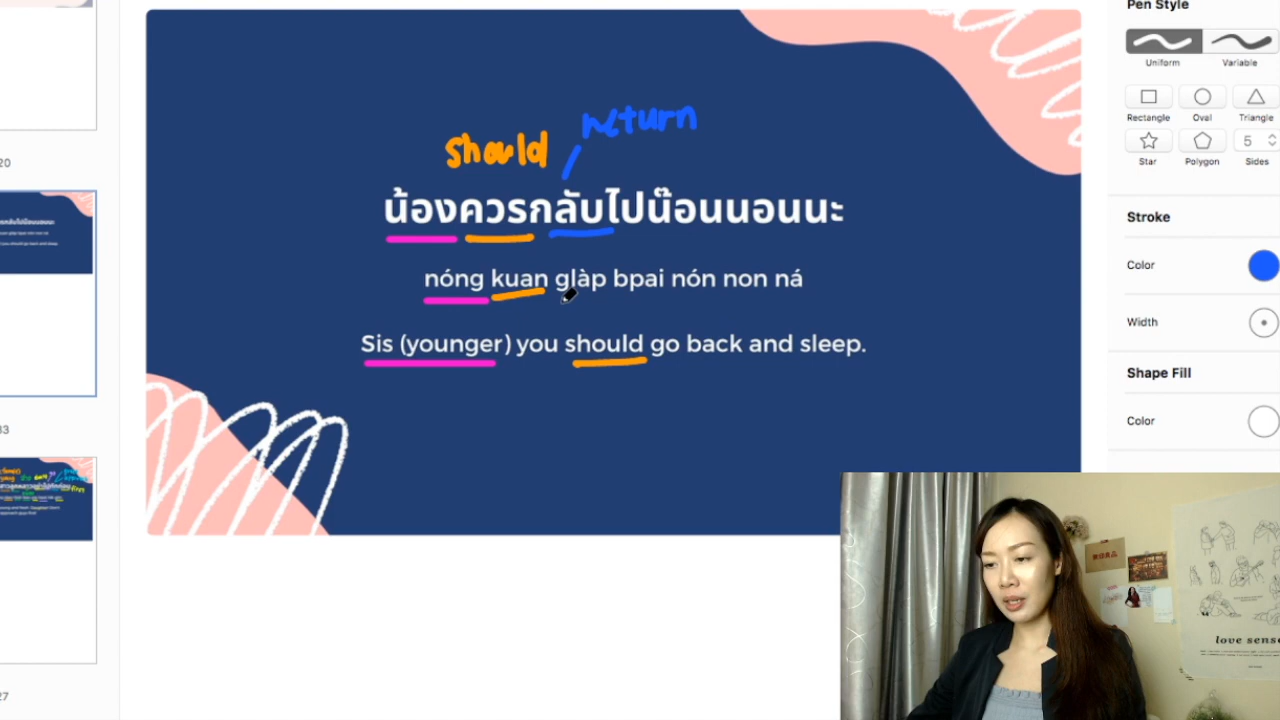 Pen Style
Uniform
Variable
Rectangle
Oval
Triangle
Star
Polygon
5
Sides
Stroke
Color
Width
Shape Fill
Color
20
33
27
should
return
น้องควรกลับไปน๊อนนอนนะ
nóng kuan glàp bpai nón non ná
Sis (younger) you should go back and sleep.
love sense